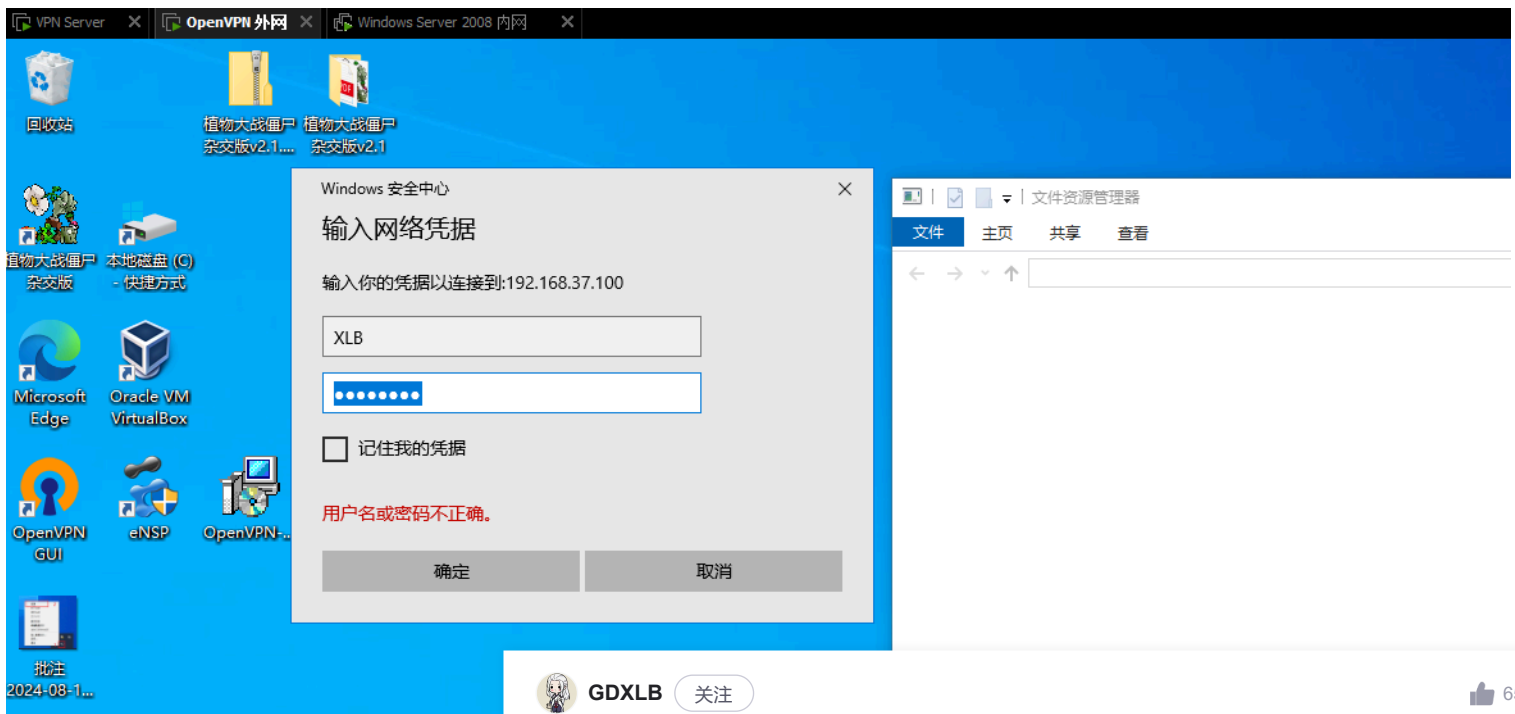 VPN Server
OpenVPN 外网
Windows Server 2008 内网
回收站
植物大战僵尸
杂交版v2.1....
植物大战僵尸
杂交版v2.1
Windows 安全中心
输入网络凭据
输入你的凭据以连接到:192.168.37.100
XLB
记住我的凭据
用户名或密码不正确。
确定
取消
文件资源管理器
文件
主页
共享
查看
植物大战僵尸
杂交版
本地磁盘 (C)
- 快捷方式
Microsoft
Edge
Oracle VM
VirtualBox
OpenVPN
GUI
eNSP
OpenVPN-...
批注
2024-08-1...
GDXLB
关注